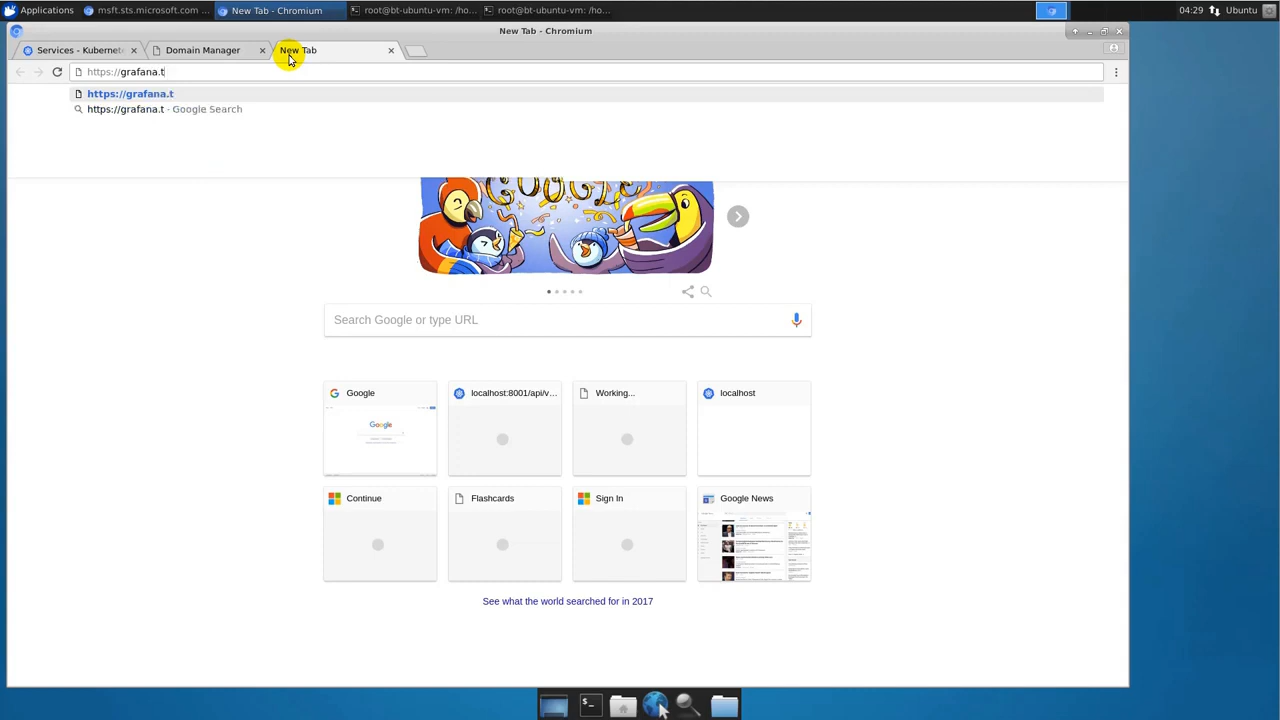 Applications
msft.sts.microsoft.com ...
New Tab - Chromium
root@bt-ubuntu-vm: /ho...
root@bt-ubuntu-vm: /ho...
04:29
Ubuntu
New Tab - Chromium
Services - Kubernete
Domain Manager
New Tab
https://grafana.t
https://grafana.t
https://grafana.t - Google Search
Search Google or type URL
Google
localhost:8001/api/v...
Working...
localhost
Google
Continue
Flashcards
Sign In
Google News
See what the world searched for in 2017